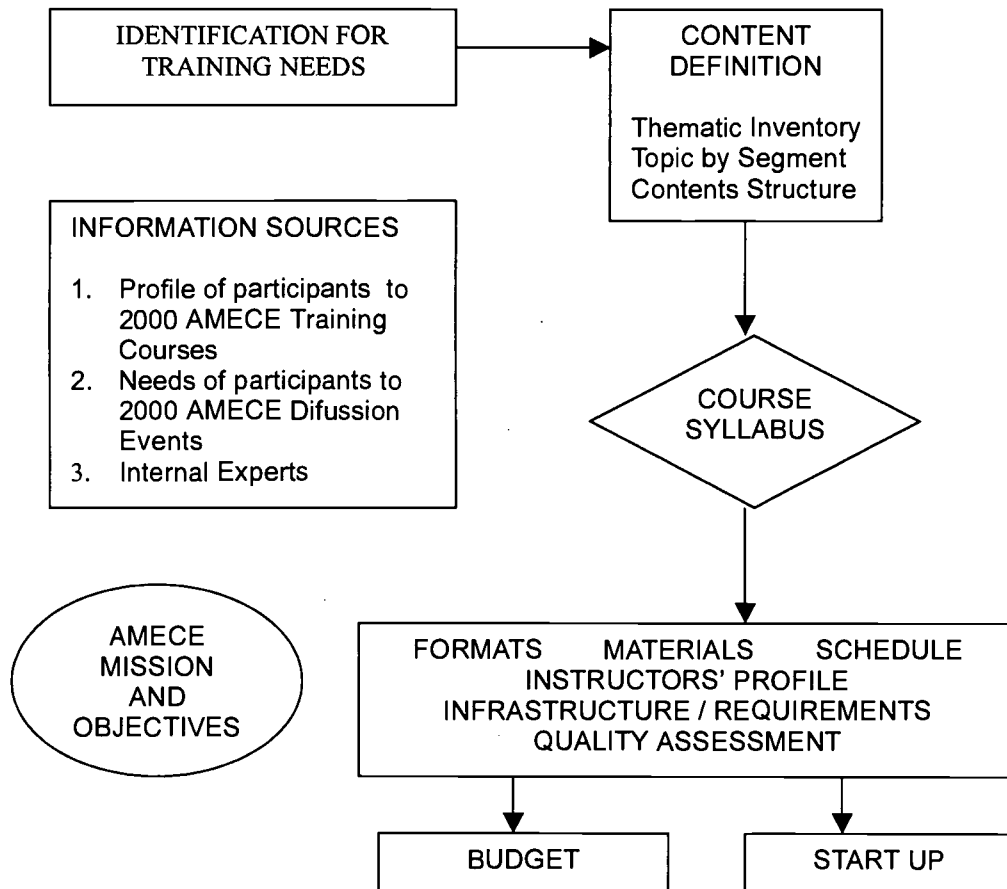 IDENTIFICATION FOR
TRAINING NEEDS
CONTENT
DEFINITION
Thematic Inventory
Topic by Segment
Contents Structure
INFORMATION SOURCES
1. Profile of participants to
2000 AMECE Training
Courses
2. Needs of participants to
2000 AMECE Difussion
Events
3. Internal Experts
COURSE
SYLLABUS
AMECE
MISSION
AND
OBJECTIVES
FORMATS MATERIALS SCHEDULE
INSTRUCTORS' PROFILE
INFRASTRUCTURE / REQUIREMENTS
QUALITY ASSESSMENT
BUDGET
START UP